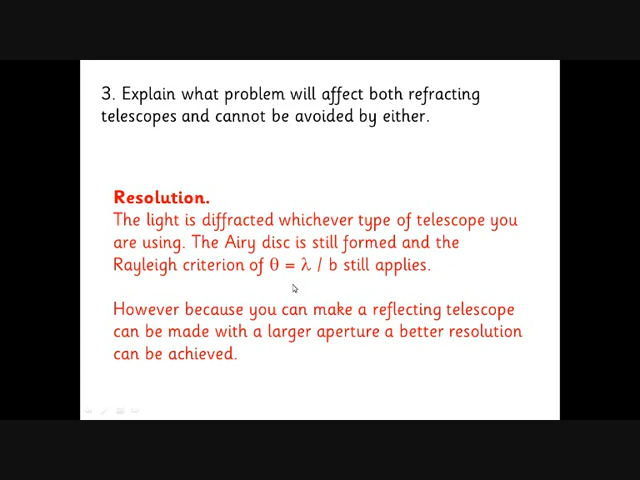 3. Explain what problem will affect both refracting
telescopes and cannot be avoided by either.
Resolution.
The light is diffracted whichever type of telescope you
are using. The Airy disc is still formed and the
Rayleigh criterion of θ = λ / b still applies.
However because you can make a reflecting telescope
can be made with a larger aperture a better resolution
can be achieved.